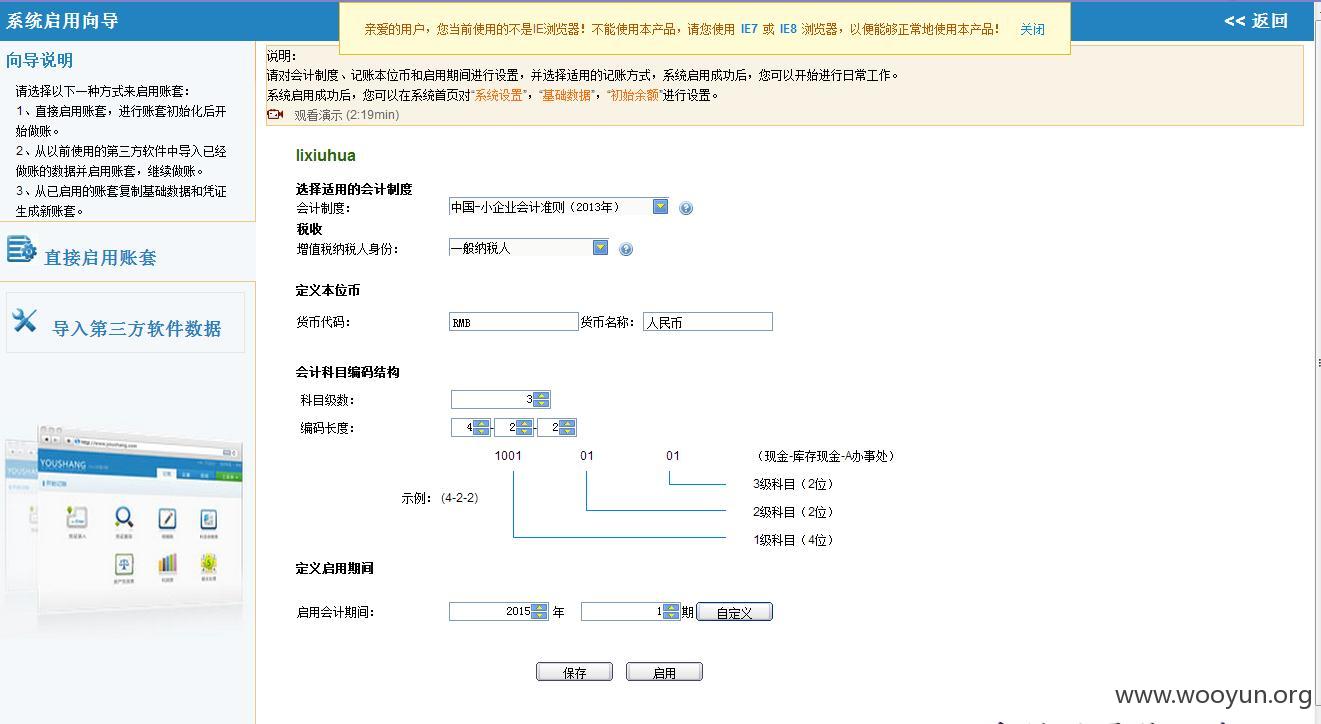 系统启用向导
亲爱的用户，您当前使用的不是IE浏览器！不能使用本产品，请您使用 IE7 或 IE8 浏览器，以便能够正常地使用本产品！ 关闭
<< 返回
向导说明
请选择以下一种方式来启用账套：
1、直接启用账套，进行账套初始化后开
始做账。
2、从以前使用的第三方软件中导入已经
做账的数据并启用账套，继续做账。
3、从已启用的账套复制基础数据和凭证
生成新账套。
直接启用账套
导入第三方软件数据
YOUSHANG
http://www.youshang.com
说明：
请对会计制度、记账本位币和启用期间进行设置，并选择适用的记账方式，系统启用成功后，您可以开始进行日常工作。
系统启用成功后，您可以在系统首页对“系统设置”，“基础数据”，“初始余额”进行设置。
观看演示 (2:19min)
lixiuhua
选择适用的会计制度
会计制度： 中国-小企业会计准则（2013年）
税收
增值税纳税人身份： 一般纳税人
定义本位币
货币代码： RMB 货币名称： 人民币
会计科目编码结构
科目级数： 3
编码长度： 4 - 2 - 2
1001 01 01 （现金-库存现金-A办事处）
3级科目（2位）
示例： (4-2-2)
2级科目（2位）
1级科目（4位）
定义启用期间
启用会计期间： 2015 年 1 期 自定义
保存 启用
www.wooyun.org